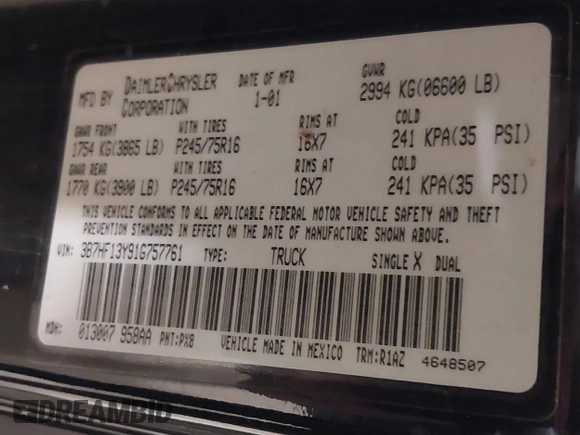 MFD BY DAIMLERCHRYSLER CORPORATION DATE OF MFR 1-01 GVWR 2994 KG(06600 LB)
GAWR FRONT WITH TIRES RIMS AT COLD
1754 KG(3865 LB) P245/75R16 16X7 241 KPA(35 PSI)
GAWR REAR WITH TIRES RIMS AT COLD
1770 KG(3900 LB) P245/75R16 16X7 241 KPA(35 PSI)
THIS VEHICLE CONFORMS TO ALL APPLICABLE FEDERAL MOTOR VEHICLE SAFETY AND THEFT
PREVENTION STANDARDS IN EFFECT ON THE DATE OF MANUFACTURE SHOWN ABOVE.
VIN: 3B7HF13Y91G757761 TYPE: TRUCK SINGLE X DUAL
MDH: 013007 958AA PNT:PX8 VEHICLE MADE IN MEXICO TRM:R1AZ 4648507
DREAMBID